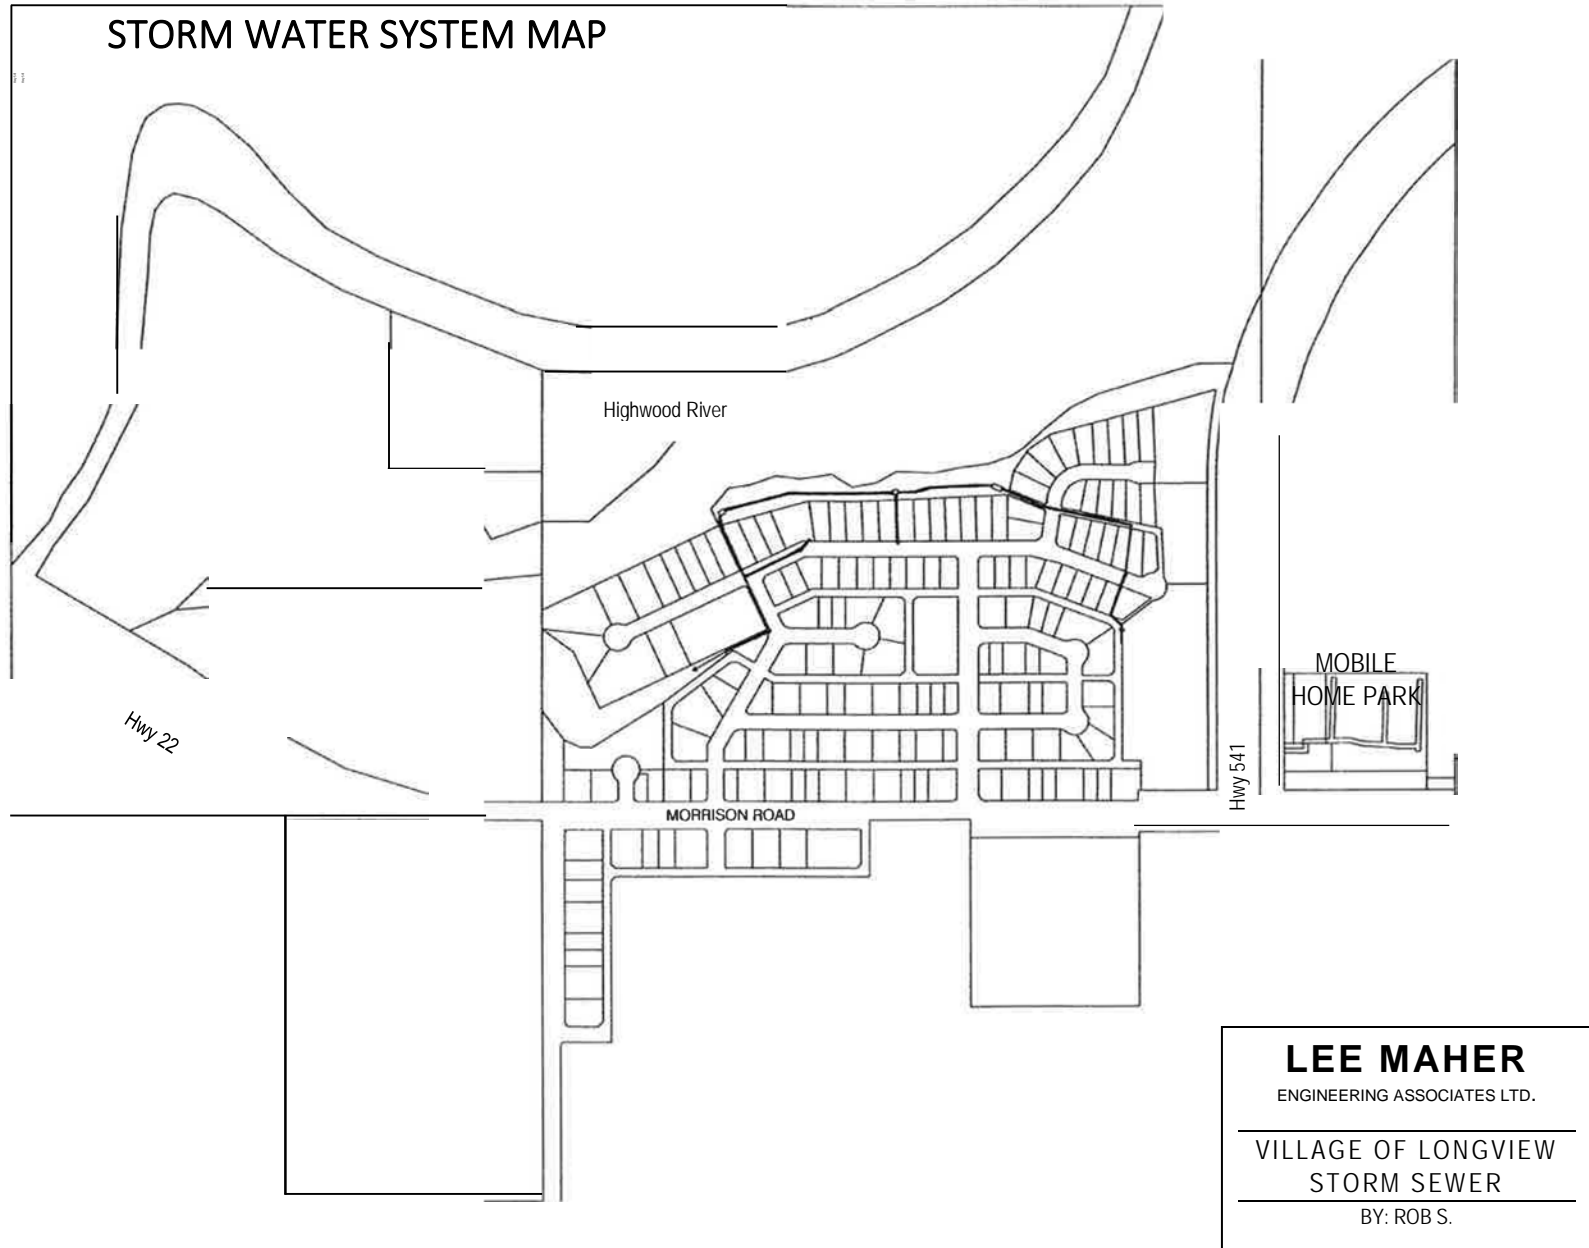 STORM WATER SYSTEM MAP
Highwood River
MOBILE
HOME PARK
Hwy 22
Hwy 541
MORRISON ROAD
LEE MAHER
ENGINEERING ASSOCIATES LTD.
VILLAGE OF LONGVIEW
STORM SEWER
BY: ROB S.